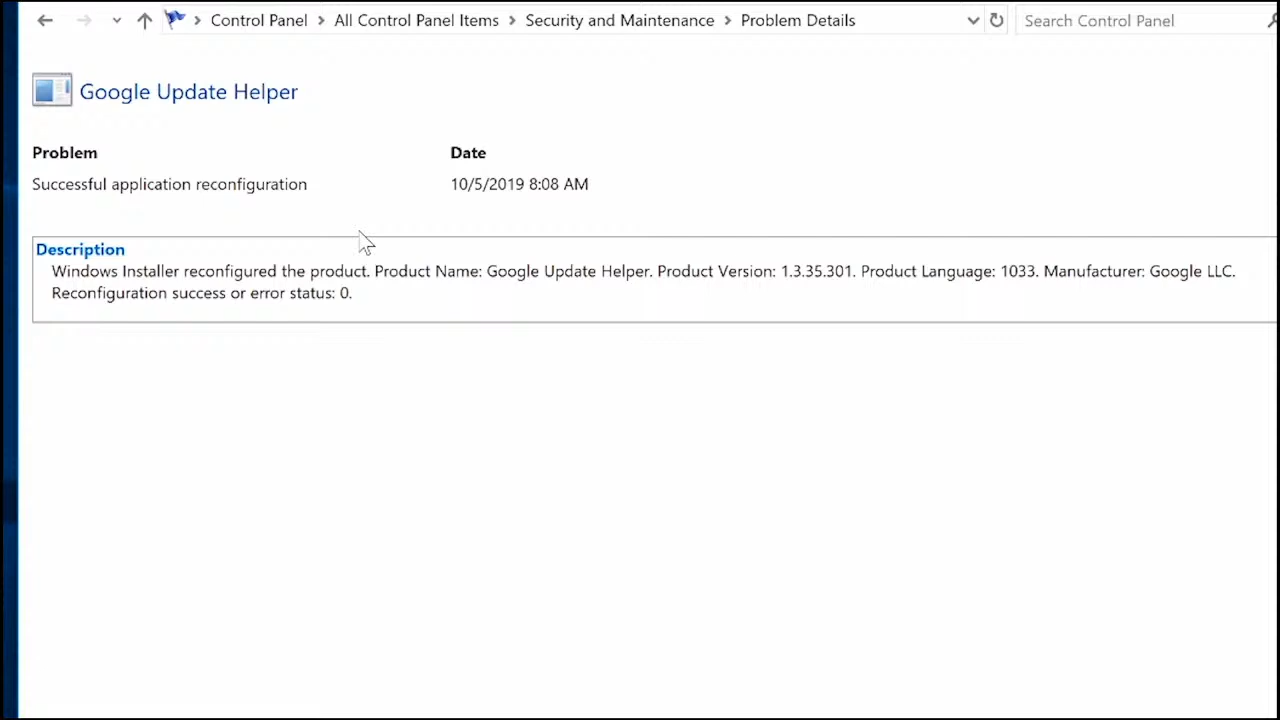 Control Panel > All Control Panel Items > Security and Maintenance > Problem Details
Search Control Panel
Google Update Helper
Problem Date
Successful application reconfiguration 10/5/2019 8:08 AM
Description
Windows Installer reconfigured the product. Product Name: Google Update Helper. Product Version: 1.3.35.301. Product Language: 1033. Manufacturer: Google LLC.
Reconfiguration success or error status: 0.